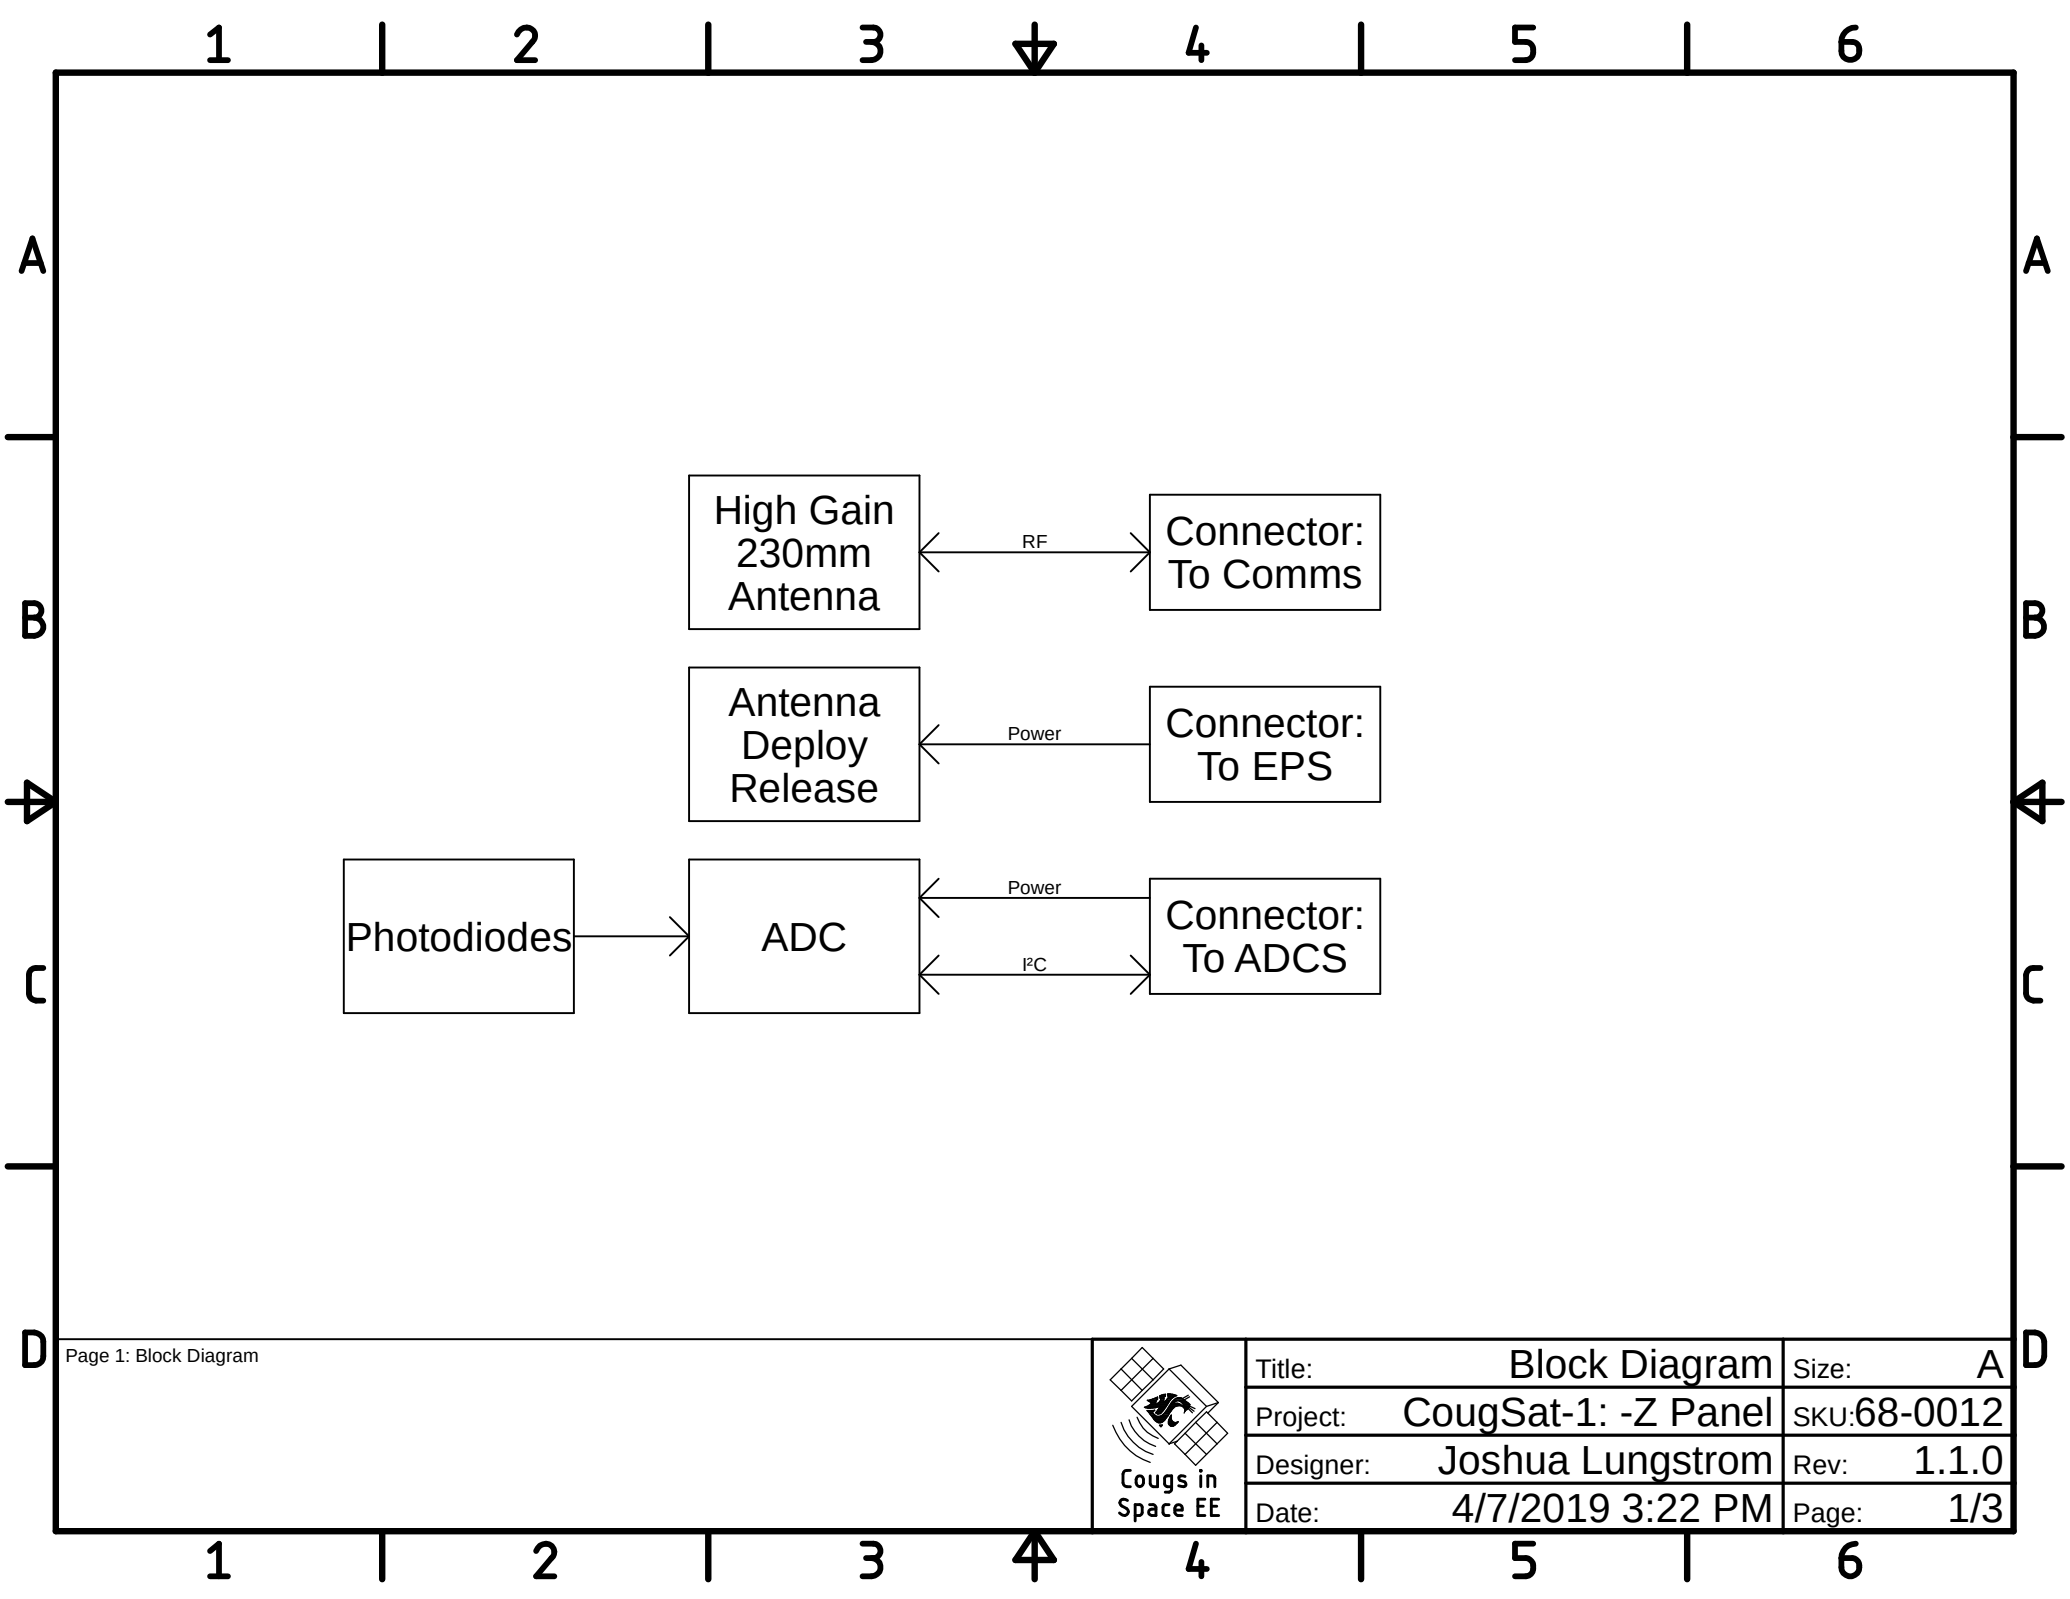 1 2 3 4 5 6
A A
High Gain
230mm
Antenna
RF
Connector:
To Comms
B B
Antenna
Deploy
Release
Power
Connector:
To EPS
Photodiodes
ADC
Power
I²C
Connector:
To ADCS
C C
D D
Page 1: Block Diagram
Cougs in
Space EE
Title: Block Diagram Size: A
Project: CougSat-1: -Z Panel SKU:68-0012
Designer: Joshua Lungstrom Rev: 1.1.0
Date: 4/7/2019 3:22 PM Page: 1/3
1 2 3 4 5 6